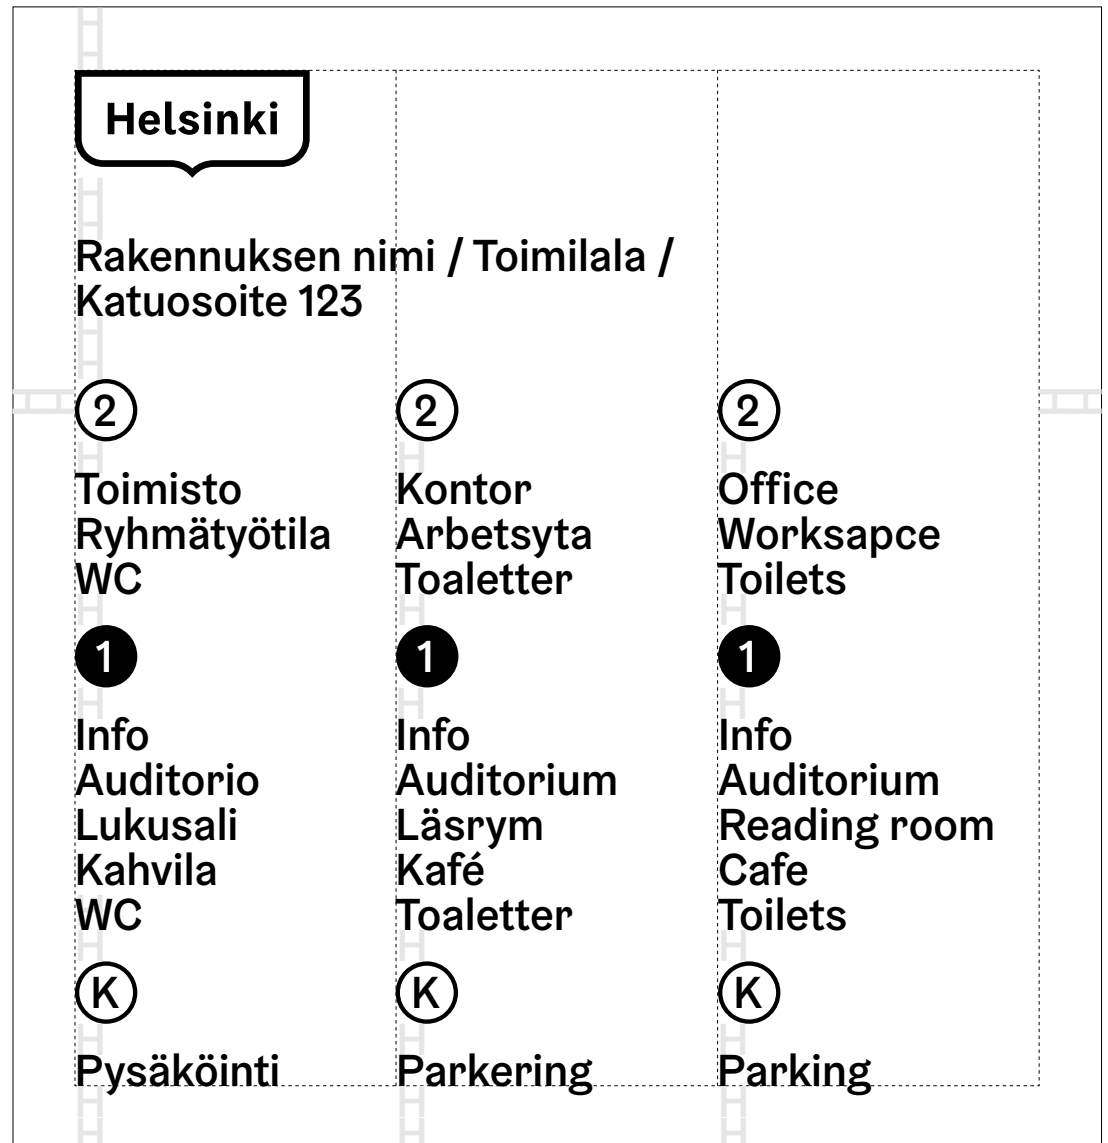 Helsinki
Rakennuksen nimi / Toimilala /
Katuosoite 123
2
Toimisto
Ryhmätyötila
WC
1
Info
Auditorio
Lukusali
Kahvila
WC
K
Pysäköinti
2
Kontor
Arbetsyta
Toaletter
1
Info
Auditorium
Läsrym
Kafé
Toaletter
K
Parkering
2
Office
Worksapce
Toilets
1
Info
Auditorium
Reading room
Cafe
Toilets
K
Parking